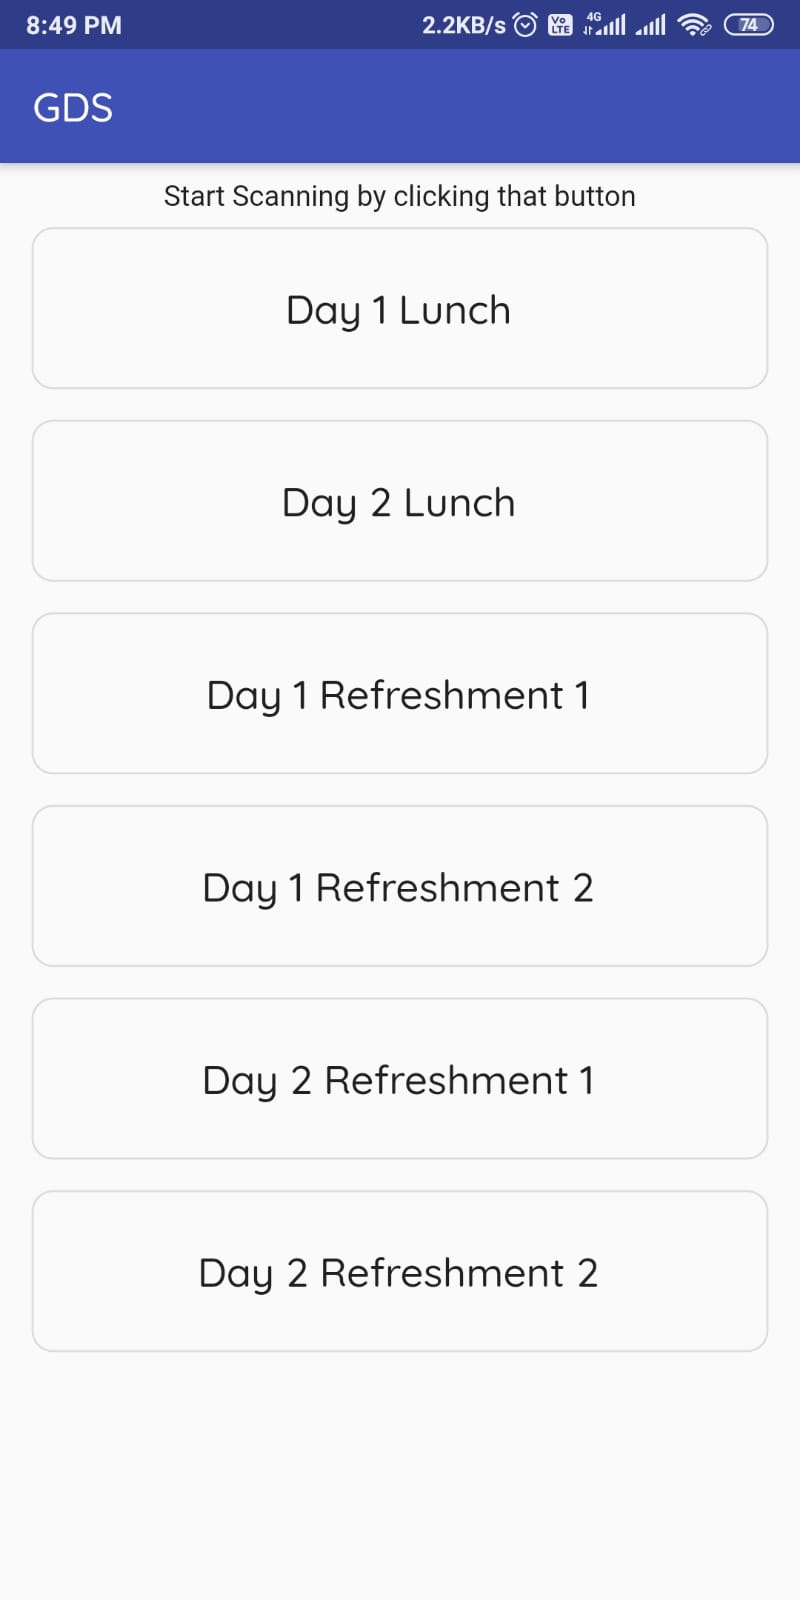 8:49 PM 2.2KB/s Vo LTE 4G 74
GDS
Start Scanning by clicking that button
Day 1 Lunch
Day 2 Lunch
Day 1 Refreshment 1
Day 1 Refreshment 2
Day 2 Refreshment 1
Day 2 Refreshment 2